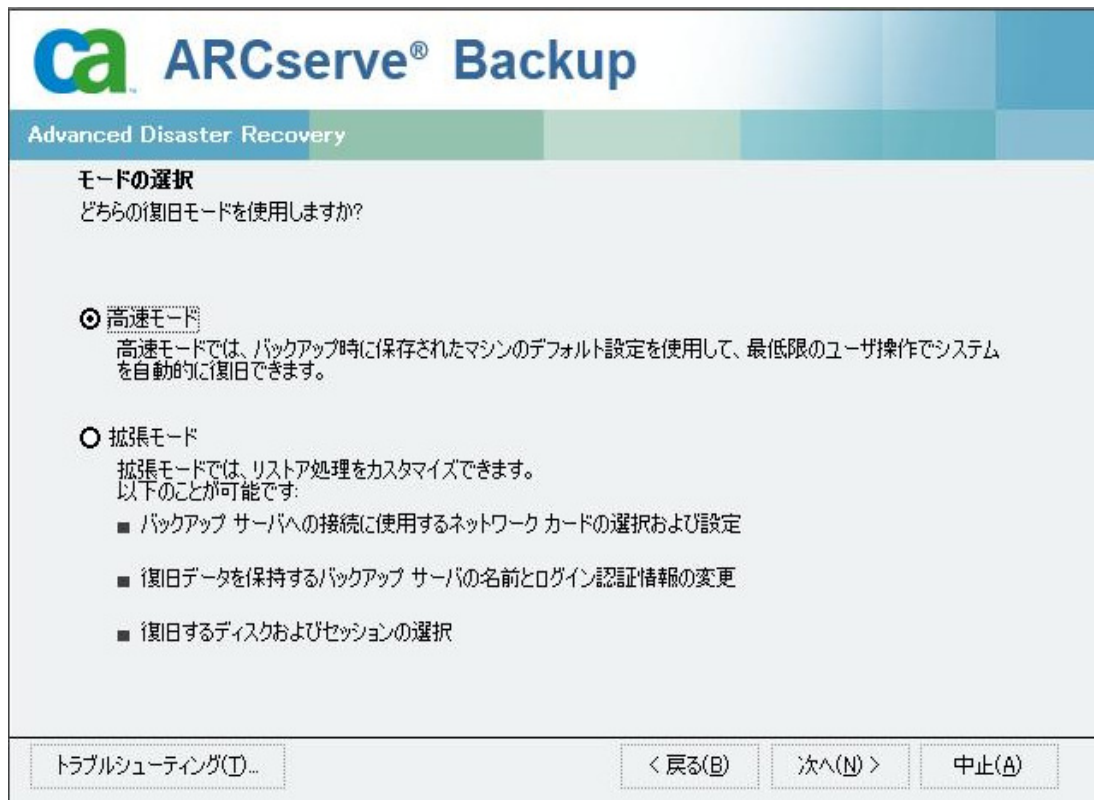 ca ARCserve® Backup
Advanced Disaster Recovery
モードの選択
どちらの復旧モードを使用しますか?
高速モード
高速モードでは、バックアップ時に保存されたマシンのデフォルト設定を使用して、最低限のユーザ操作でシステム
を自動的に復旧できます。
拡張モード
拡張モードでは、リストア処理をカスタマイズできます。
以下のことが可能です:
■ バックアップ サーバへの接続に使用するネットワーク カードの選択および設定
■ 復旧データを保持するバックアップ サーバの名前とログイン認証情報の変更
■ 復旧するディスクおよびセッションの選択
トラブルシューティング(T)... < 戻る(B) 次へ(N) > 中止(A)